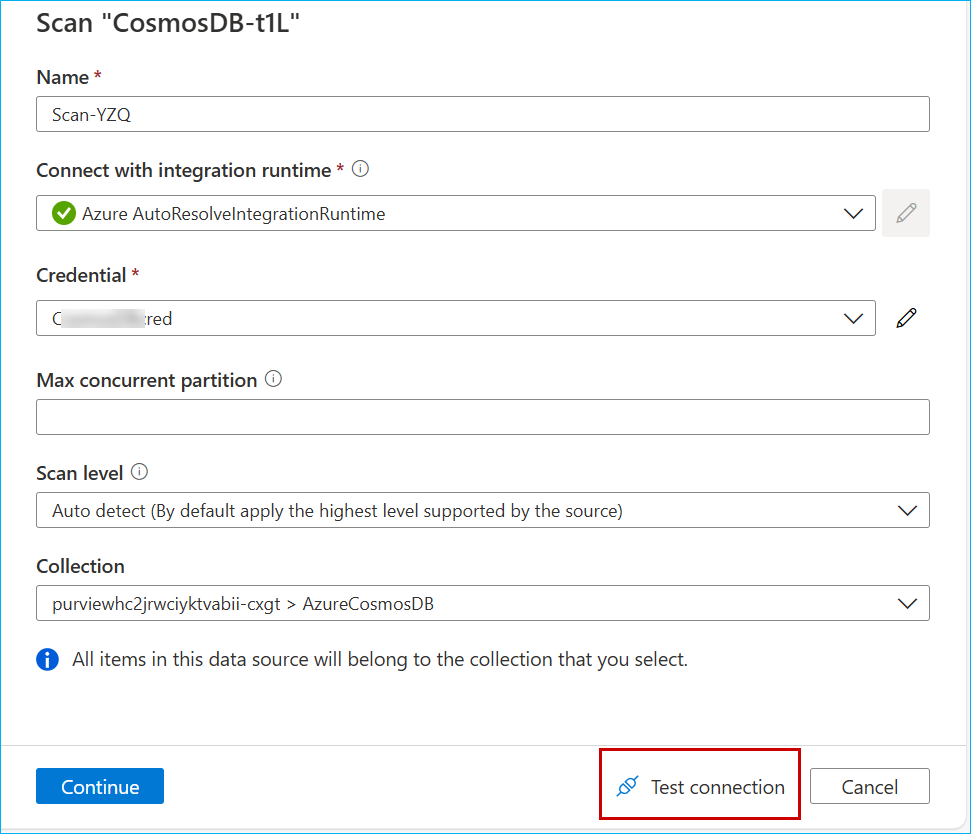 Scan "CosmosDB-t1L"
Name *
Scan-YZQ
Connect with integration runtime *
Azure AutoResolveIntegrationRuntime
Credential *
red
Max concurrent partition
Scan level
Auto detect (By default apply the highest level supported by the source)
Collection
purviewhc2jrwciyktvabii-cxgt > AzureCosmosDB
All items in this data source will belong to the collection that you select.
Continue Test connection Cancel